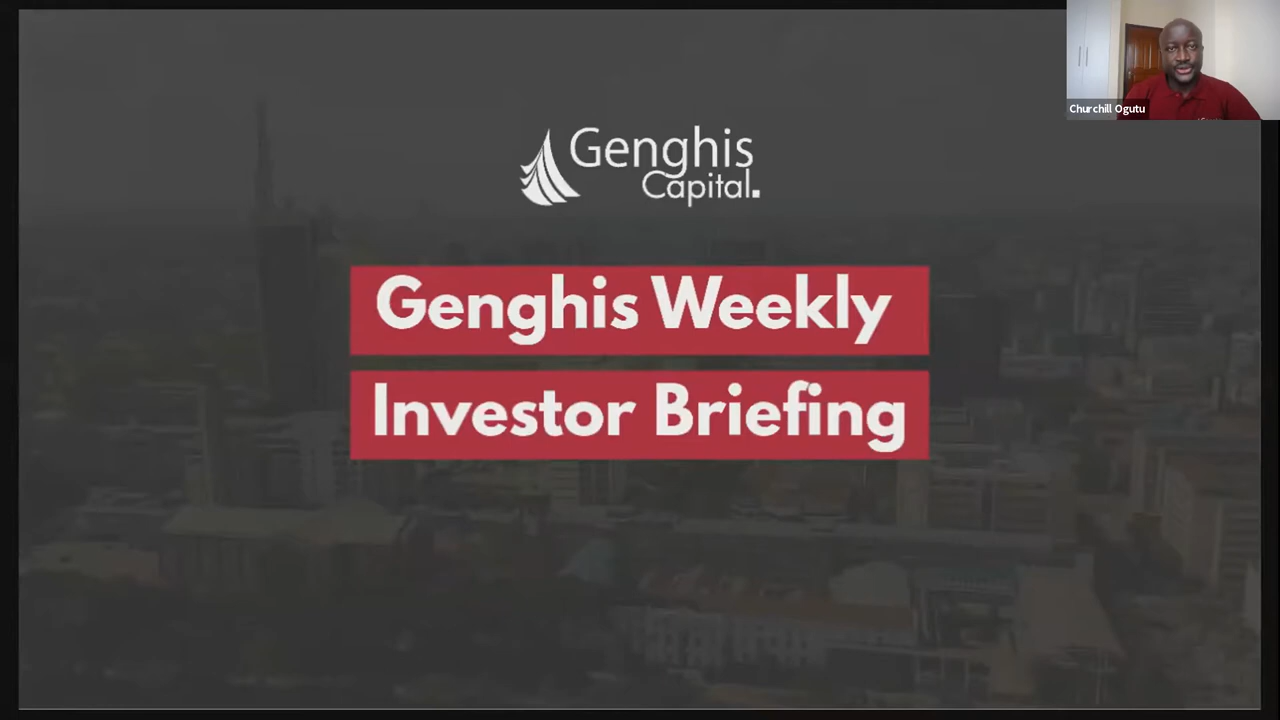 Churchill Ogutu
Genghis
Capital.
Genghis Weekly
Investor Briefing